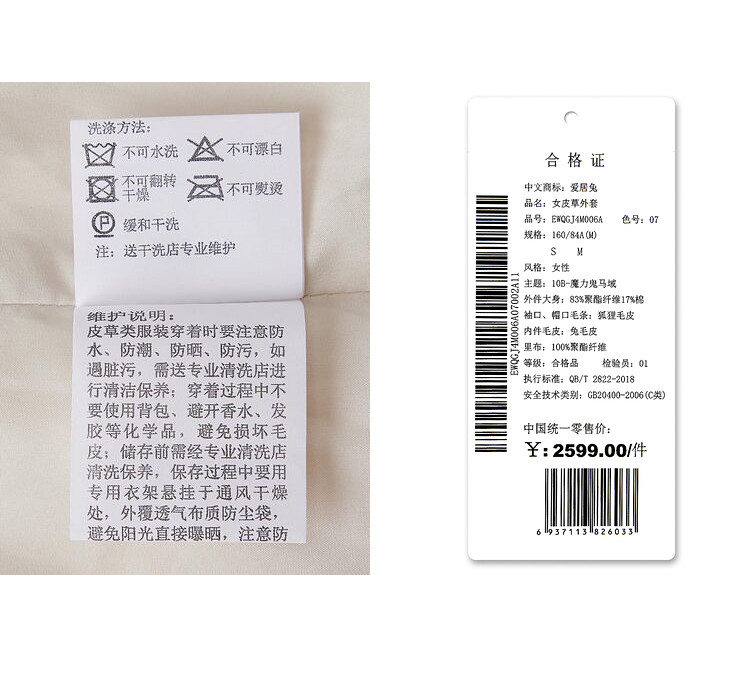 洗涤方法:
不可水洗
不可漂白
不可翻转
干燥
不可熨烫
P
缓和干洗
注: 送干洗店专业维护
维护说明:
皮草类服装穿着时要注意防
水、防潮、防晒、防污，如
遇脏污，需送专业清洗店进
行清洁保养；穿着过程中不
要使用背包、避开香水、发
胶等化学品，避免损坏毛
皮；储存前需经专业清洗店
清洗保养，保存过程中要用
专用衣架悬挂于通风干燥
处，外覆透气布质防尘袋，
避免阳光直接曝晒，注意防
合格证
中文商标: 爱居兔
品名: 女皮草外套
品号: EWQGJ4M006A 色号: 07
规格: 160/84A(M)
S M
风格: 女性
主题: 10B-魔力鬼马域
外件大身: 83%聚酯纤维17%棉
袖口、帽口毛条: 狐狸毛皮
内件毛皮: 兔毛皮
里布: 100%聚酯纤维
等级: 合格品 检验员: 01
执行标准: QB/T 2822-2018
安全技术类别: GB20400-2006(C类)
中国统一零售价:
¥: 2599.00/件
6 937113 826033
EWQGJ4M006A07002A11